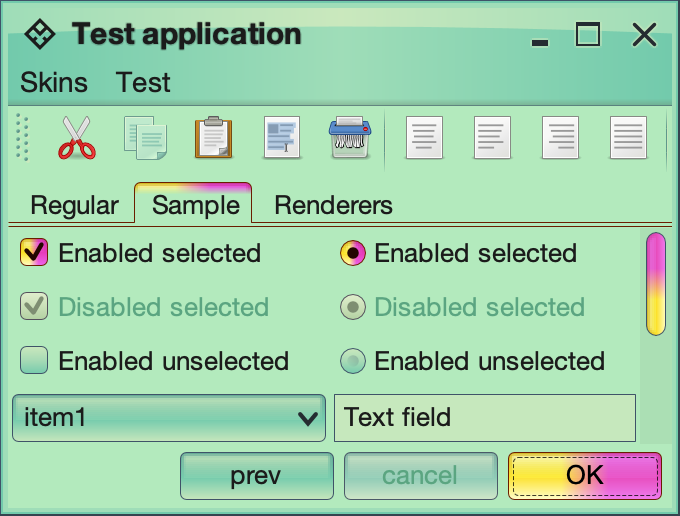 Test application
Skins Test
Regular Sample Renderers
Enabled selected Enabled selected
Disabled selected Disabled selected
Enabled unselected Enabled unselected
item1 Text field
prev cancel OK